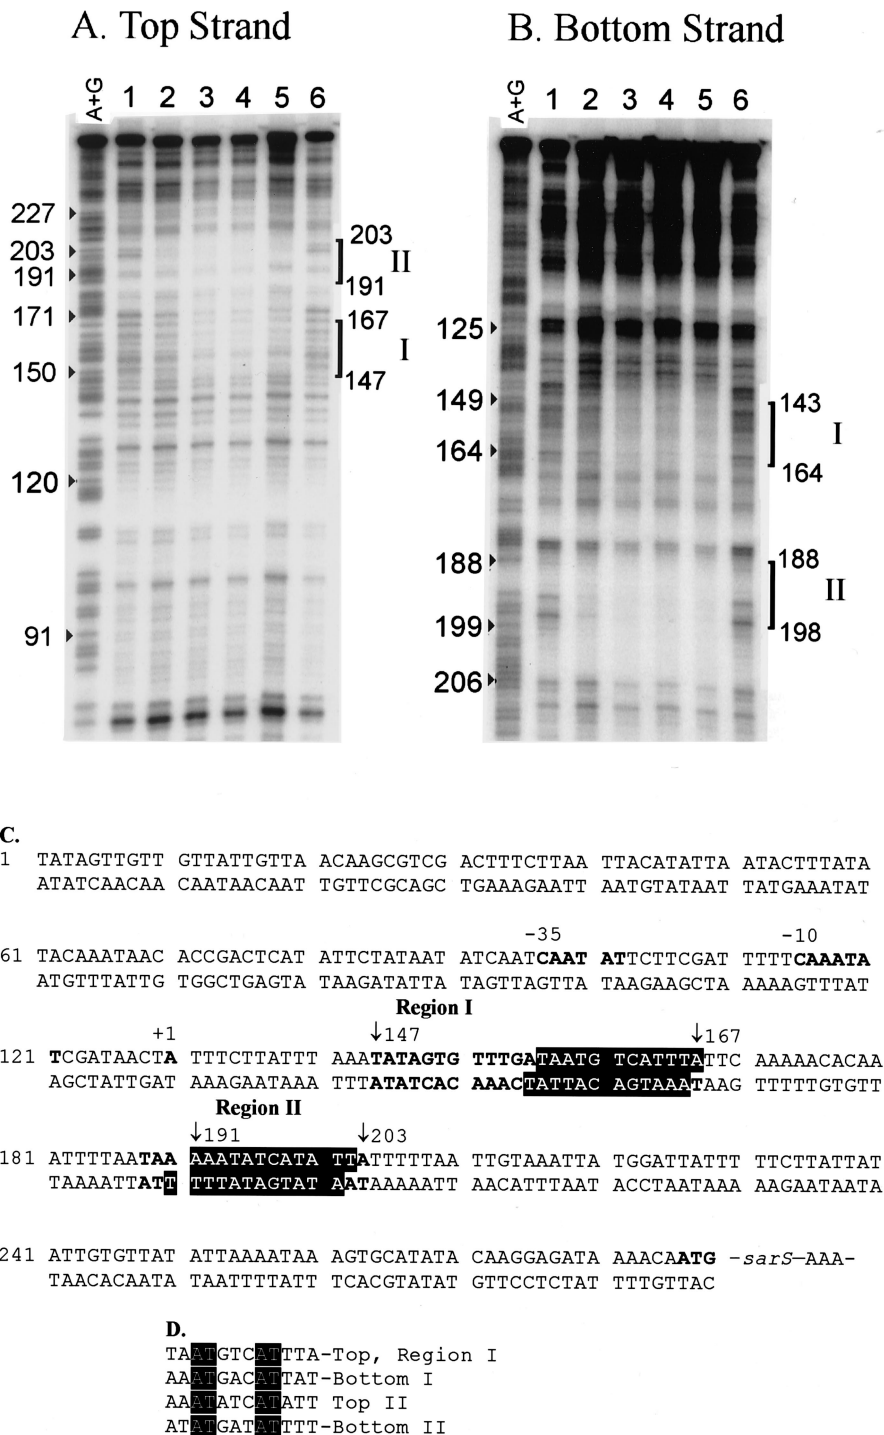 A. Top Strand
A+G 1 2 3 4 5 6
227
203
191
171
150
120
91
203
II
191
167
I
147
B. Bottom Strand
A+G 1 2 3 4 5 6
125
149
164
188
199
206
143
I
164
188
II
198
C.
1 TATAGTTGTT GTTATTGTTA ACAAGCGTCG ACTTTCTTAA TTACATATTA ATACTTTATA
ATATCAACAA CAATAACAAT TGTTCGCAGC TGAAAGAATT AATGTATAAT TATGAAATAT
-35 -10
61 TACAAATAAC ACCGACTCAT ATTCTATAAT ATCAATCAAT ATTCTTCGAT TTTTCAAATA
ATGTTTATTG TGGCTGAGTA TAAGATATTA TAGTTAGTTA TAAGAAGCTA AAAAGTTTAT
Region I
+1 ↓147 ↓167
121 TCGATAACTA TTTCTTATTT AAATATAGTG TTTGATAATG TCATTTATTC AAAAACACAA
AGCTATTGAT AAAGAATAAA TTTATATCAC AAACTATTAC AGTAAATAAG TTTTTGTGTT
Region II
↓191 ↓203
181 ATTTTAATAA AAATATCATA TTATTTTTAA TTGTAAATTA TGGATTATTT TTCTTATTAT
TAAAATTATT TTTATAGTAT AATAAAAATT AACATTTAAT ACCTAATAAA AAGAATAATA
241 ATTGTGTTAT ATTAAAATAA AGTGCATATA CAAGGAGATA AAACAATG -sarS-AAA-
TAACACAATA TAATTTTATT TCACGTATAT GTTCCTCTAT TTTGTTAC
D.
TAATGTCATTTA-Top, Region I
AAATGACATTAT-Bottom I
AAATATCATATT Top II
ATATGATATTTT-Bottom II